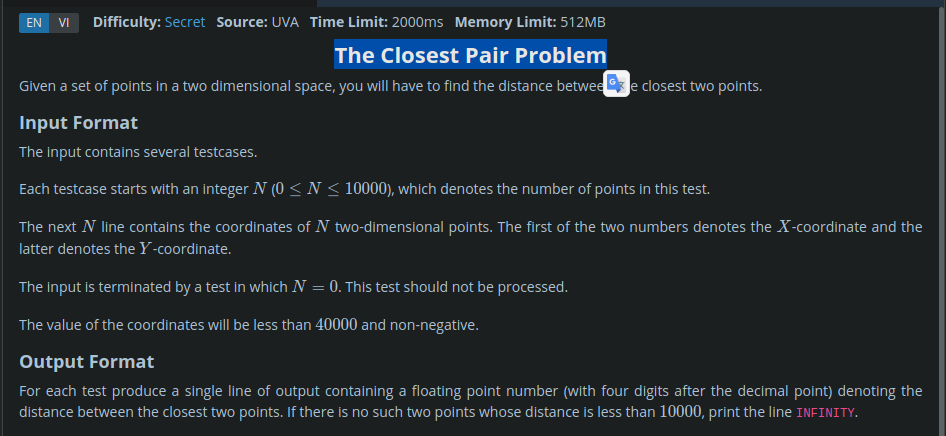 EN VI Difficulty: Secret Source: UVA Time Limit: 2000ms Memory Limit: 512MB
The Closest Pair Problem
Given a set of points in a two dimensional space, you will have to find the distance betwee e closest two points.
Input Format
The input contains several testcases.
Each testcase starts with an integer N (0 ≤ N ≤ 10000), which denotes the number of points in this test.
The next N line contains the coordinates of N two-dimensional points. The first of the two numbers denotes the X-coordinate and the
latter denotes the Y-coordinate.
The input is terminated by a test in which N = 0. This test should not be processed.
The value of the coordinates will be less than 40000 and non-negative.
Output Format
For each test produce a single line of output containing a floating point number (with four digits after the decimal point) denoting the
distance between the closest two points. If there is no such two points whose distance is less than 10000, print the line INFINITY.